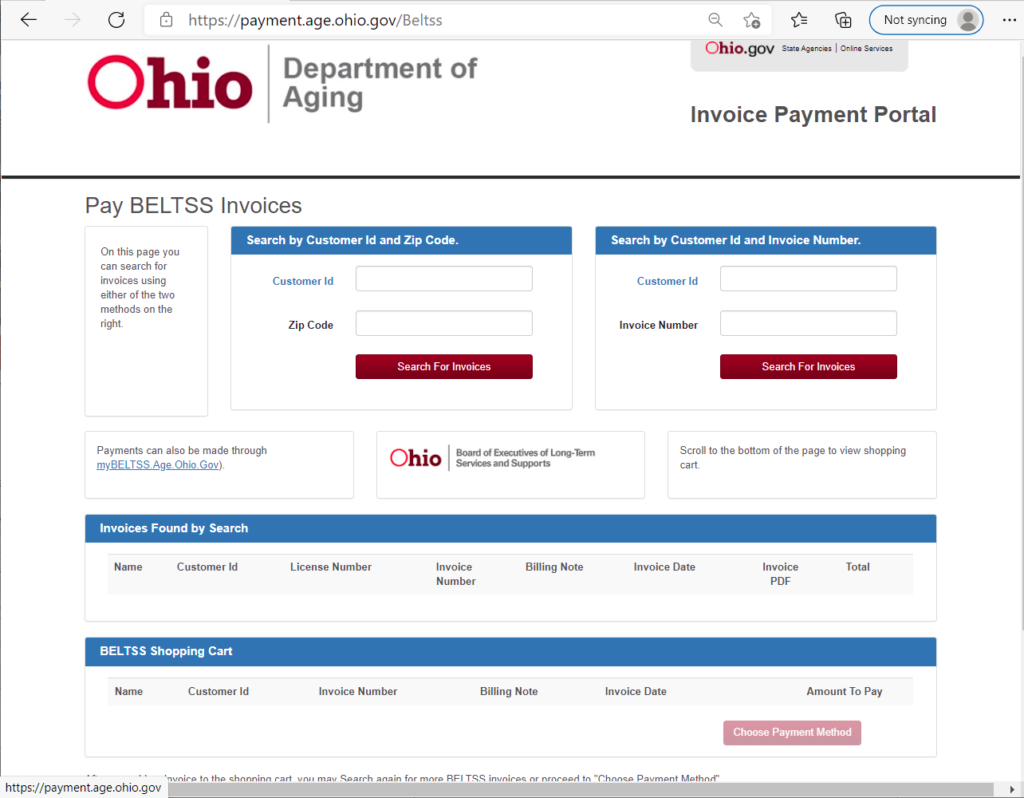 https://payment.age.ohio.gov/Beltss
Not syncing
Ohio.gov State Agencies | Online Services
Ohio
Department of
Aging
Invoice Payment Portal
Pay BELTSS Invoices
On this page you
can search for
invoices using
either of the two
methods on the
right.
Search by Customer Id and Zip Code.
Customer Id
Zip Code
Search For Invoices
Search by Customer Id and Invoice Number.
Customer Id
Invoice Number
Search For Invoices
Payments can also be made through
myBELTSS.Age.Ohio.Gov).
Ohio
Board of Executives of Long-Term
Services and Supports
Scroll to the bottom of the page to view shopping
cart.
Invoices Found by Search
Name Customer Id License Number Invoice Number Billing Note Invoice Date Invoice PDF Total
BELTSS Shopping Cart
Name Customer Id Invoice Number Billing Note Invoice Date Amount To Pay
Choose Payment Method
invoice to the shopping cart, you may Search again for more BELTSS invoices or proceed to "Choose Payment Method"
https://payment.age.ohio.gov